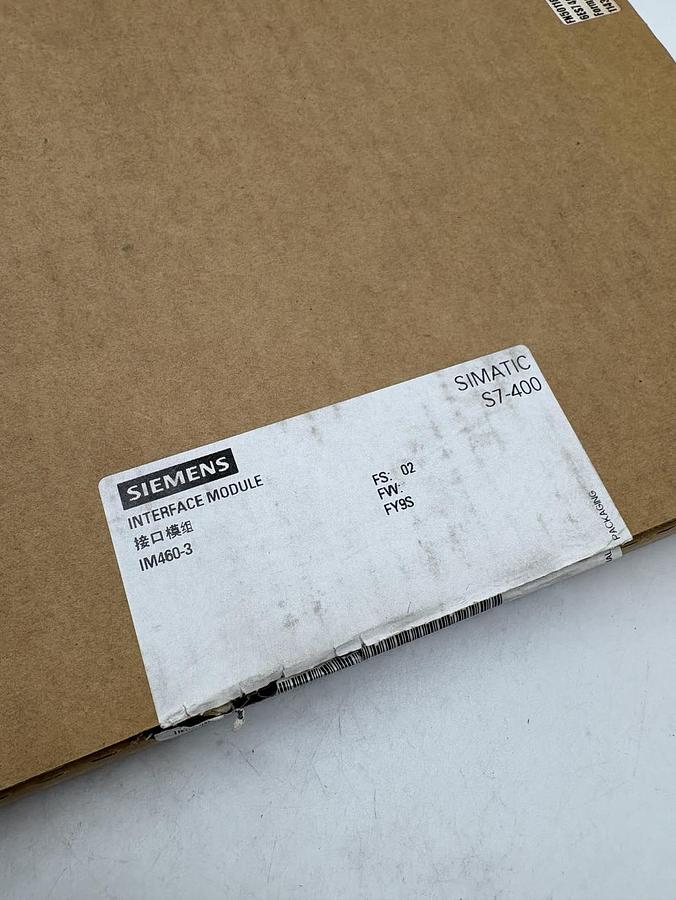 SIMATIC
S7-400
SIEMENS
INTERFACE MODULE
接口模组
IM460-3
FS: 02
FW:
FY9S
PACKAGING